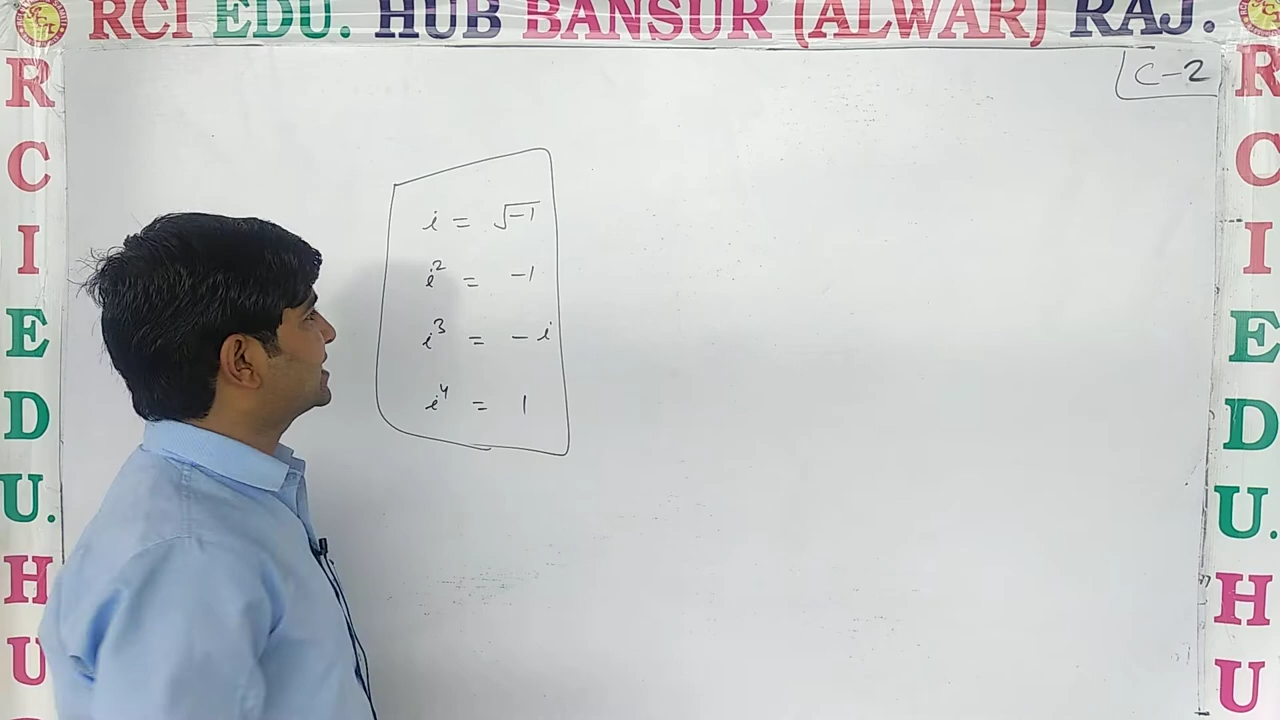 RCI EDU. HUB BANSUR (ALWAR) RAJ.
C-2
i = √-1
i² = -1
i³ = -i
i⁴ = 1
R
C
I
E
D
U.
H
U
R
C
I
E
D
U.
H
U